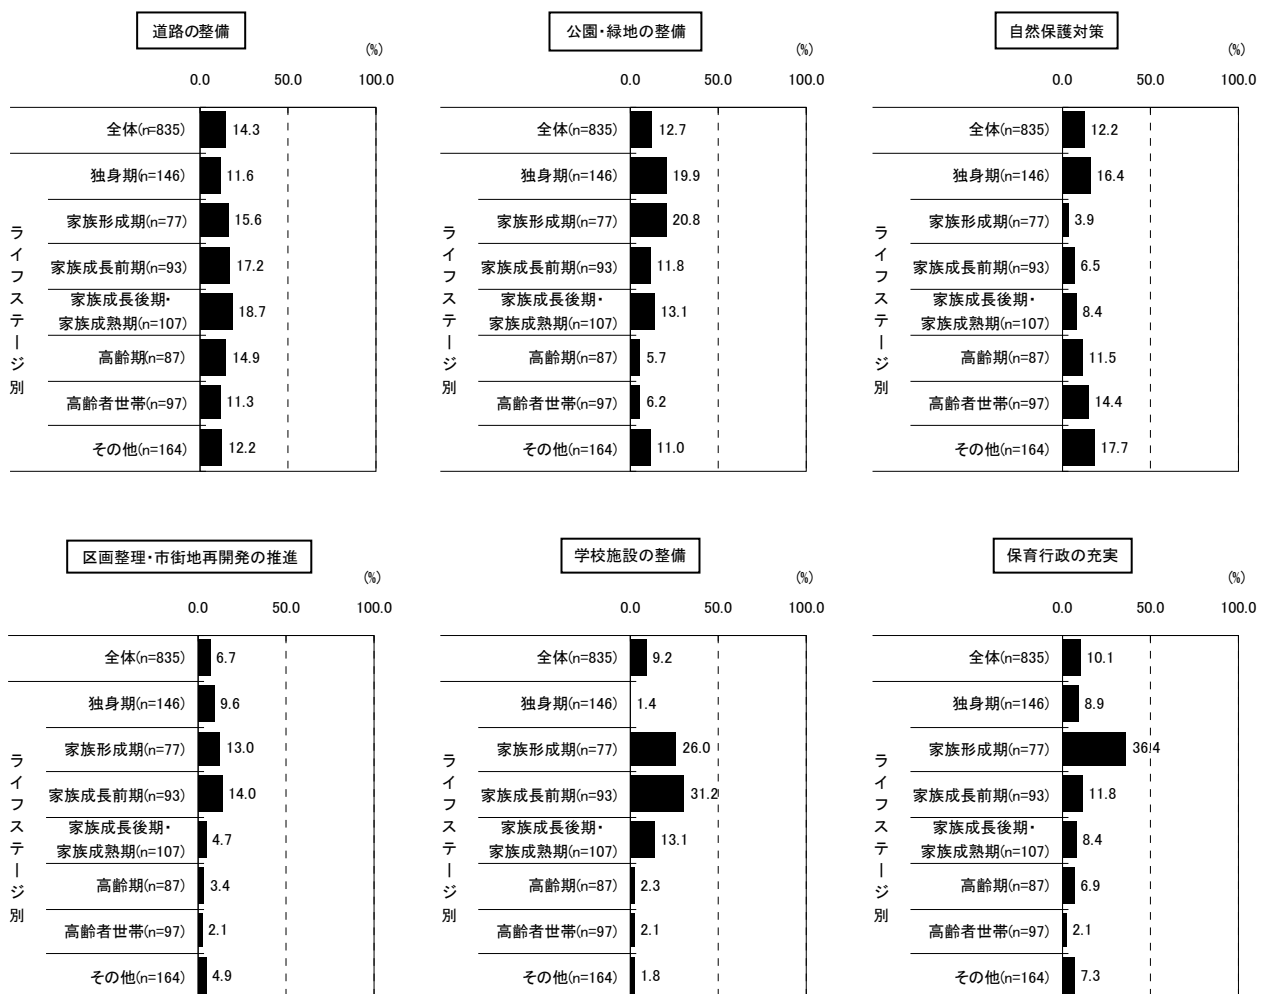 道路の整備
(%)
0.0 50.0 100.0
全体(n=835) 14.3
独身期(n=146) 11.6
家族形成期(n=77) 15.6
家族成長前期(n=93) 17.2
家族成長後期・
家族成熟期(n=107) 18.7
高齢期(n=87) 14.9
高齢者世帯(n=97) 11.3
その他(n=164) 12.2
ライフステージ別
公園・緑地の整備
(%)
0.0 50.0 100.0
全体(n=835) 12.7
独身期(n=146) 19.9
家族形成期(n=77) 20.8
家族成長前期(n=93) 11.8
家族成長後期・
家族成熟期(n=107) 13.1
高齢期(n=87) 5.7
高齢者世帯(n=97) 6.2
その他(n=164) 11.0
ライフステージ別
自然保護対策
(%)
0.0 50.0 100.0
全体(n=835) 12.2
独身期(n=146) 16.4
家族形成期(n=77) 3.9
家族成長前期(n=93) 6.5
家族成長後期・
家族成熟期(n=107) 8.4
高齢期(n=87) 11.5
高齢者世帯(n=97) 14.4
その他(n=164) 17.7
ライフステージ別
区画整理・市街地再開発の推進
(%)
0.0 50.0 100.0
全体(n=835) 6.7
独身期(n=146) 9.6
家族形成期(n=77) 13.0
家族成長前期(n=93) 14.0
家族成長後期・
家族成熟期(n=107) 4.7
高齢期(n=87) 3.4
高齢者世帯(n=97) 2.1
その他(n=164) 4.9
ライフステージ別
学校施設の整備
(%)
0.0 50.0 100.0
全体(n=835) 9.2
独身期(n=146) 1.4
家族形成期(n=77) 26.0
家族成長前期(n=93) 31.2
家族成長後期・
家族成熟期(n=107) 13.1
高齢期(n=87) 2.3
高齢者世帯(n=97) 2.1
その他(n=164) 1.8
ライフステージ別
保育行政の充実
(%)
0.0 50.0 100.0
全体(n=835) 10.1
独身期(n=146) 8.9
家族形成期(n=77) 36.4
家族成長前期(n=93) 11.8
家族成長後期・
家族成熟期(n=107) 8.4
高齢期(n=87) 6.9
高齢者世帯(n=97) 2.1
その他(n=164) 7.3
ライフステージ別